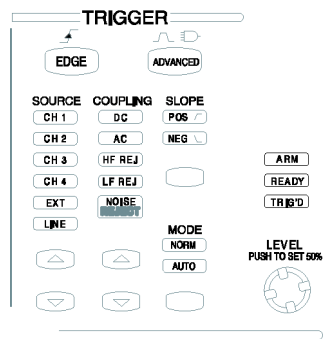 TRIGGER
EDGE
ADVANCED
SOURCE COUPLING SLOPE
CH 1 DC POS
CH 2 AC NEG
CH 3 HF REJ ARM
CH 4 LF REJ READY
EXT NOISE TRIG'D
REJECT
LINE
MODE
NORM
AUTO
LEVEL
PUSH TO SET 50%